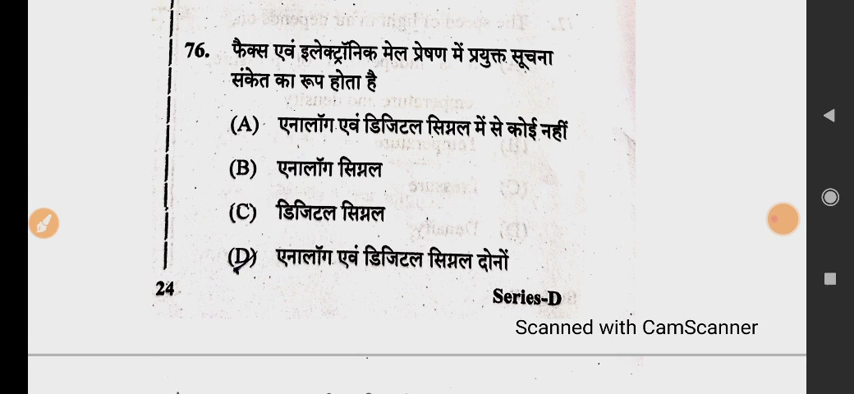 76. फैक्स एवं इलेक्ट्रॉनिक मेल प्रेषण में प्रयुक्त सूचना
संकेत का रूप होता है
(A) एनालॉग एवं डिजिटल सिग्नल में से कोई नहीं
(B) एनालॉग सिग्नल
(C) डिजिटल सिग्नल
(D) एनालॉग एवं डिजिटल सिग्नल दोनों
24
Series-D
Scanned with CamScanner